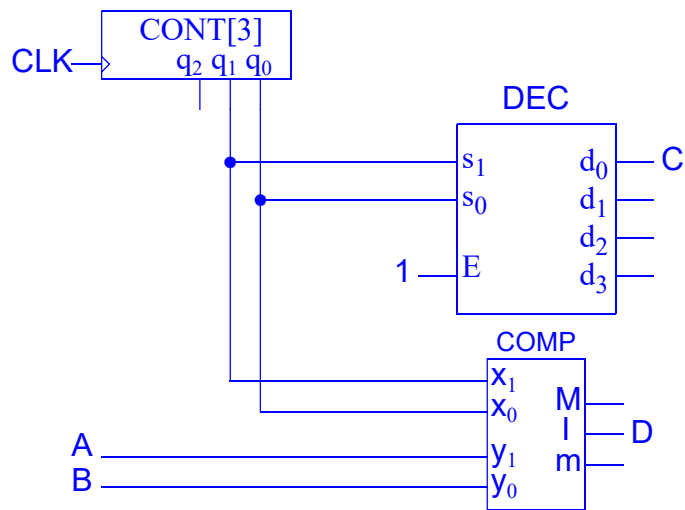 CONT[3]
CLK
q2 q1 q0
DEC
s1
d0
C
s0
d1
d2
1
E
d3
COMP
x1
x0
M
I
D
A
y1
m
B
y0